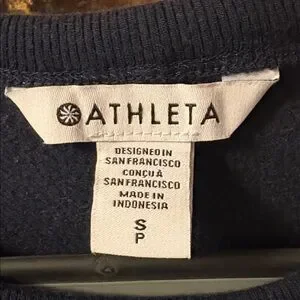 ATHLETA
DESIGNED IN
SAN FRANCISCO
CONÇU À
SAN FRANCISCO
MADE IN
INDONESIA
S
P